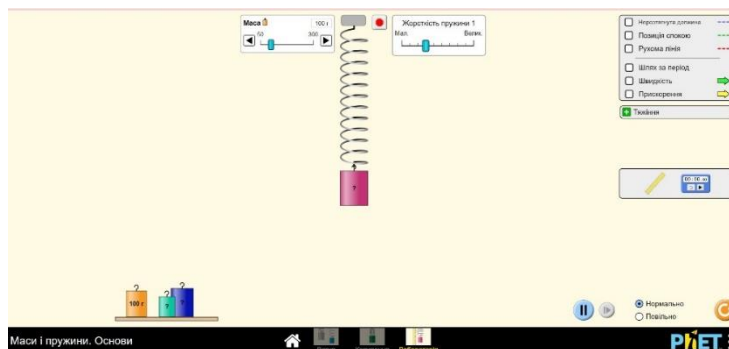 Маса 100 г
50 300
Жорсткість пружини 1
Мал. Велик.
Нерозтягнута довжина
Позиція спокою
Рухома лінія
Шлях за період
Швидкість
Прискорення
Тяжіння
?
?
100 г
?
?
Нормально
Повільно
Маси і пружини. Основи
PhET